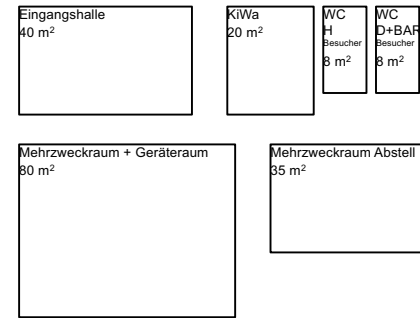 Eingangshalle
40 m²
KiWa
20 m²
WC
H
Besucher
8 m²
WC
D+BAR
Besucher
8 m²
Mehrzweckraum + Geräteraum
80 m²
Mehrzweckraum Abstell
35 m²